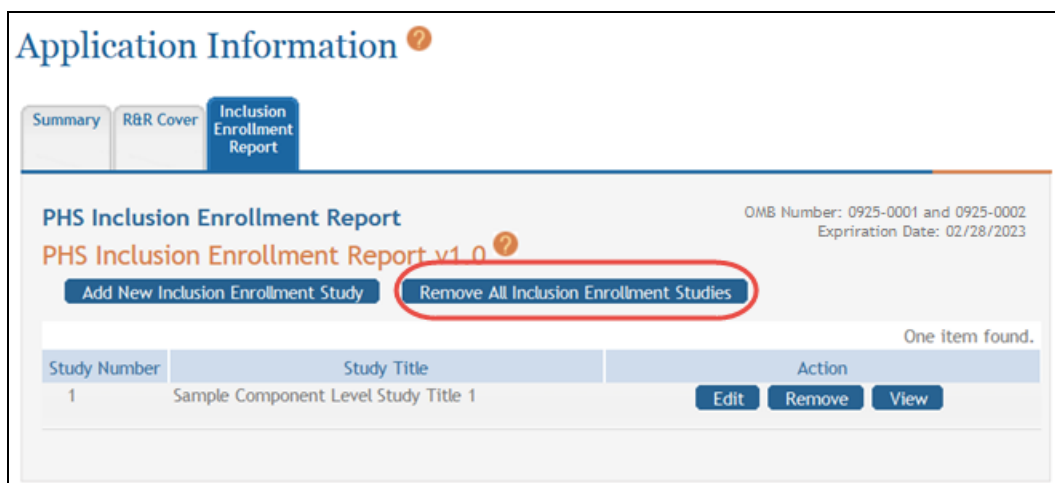 Application Information ?
Summary
R&R Cover
Inclusion
Enrollment
Report
PHS Inclusion Enrollment Report
OMB Number: 0925-0001 and 0925-0002
Expriration Date: 02/28/2023
PHS Inclusion Enrollment Report v1.0 ?
Add New Inclusion Enrollment Study
Remove All Inclusion Enrollment Studies
One item found.
Study Number Study Title Action
1 Sample Component Level Study Title 1 Edit Remove View